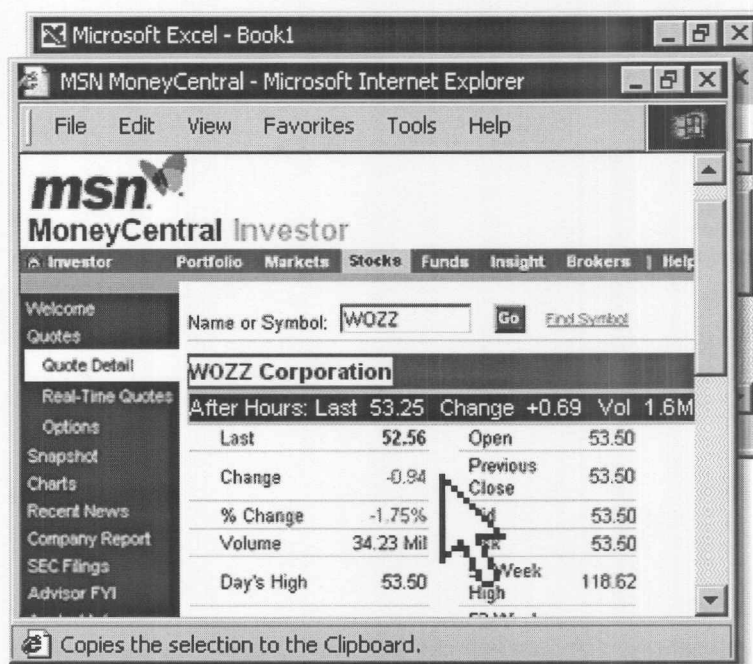 Microsoft Excel - Book1
MSN MoneyCentral - Microsoft Internet Explorer
File Edit View Favorites Tools Help
msn
MoneyCentral Investor
Investor Portfolio Markets Stocks Funds Insight Brokers | Help
Welcome
Name or Symbol: WOZZ Go Find Symbol
Quotes
Quote Detail
WOZZ Corporation
Real-Time Quotes
After Hours: Last 53.25 Change +0.69 Vol 1.6M
Options
Last 52.56 Open 53.50
Snapshot
Charts
Change -0.94 Previous Close 53.50
Recent News
% Change -1.75% 53.50
Company Report
Volume 34.23 Mil 53.50
SEC Filings
Day's High 53.50 Week High 118.62
Advisor FYI
Copies the selection to the Clipboard.